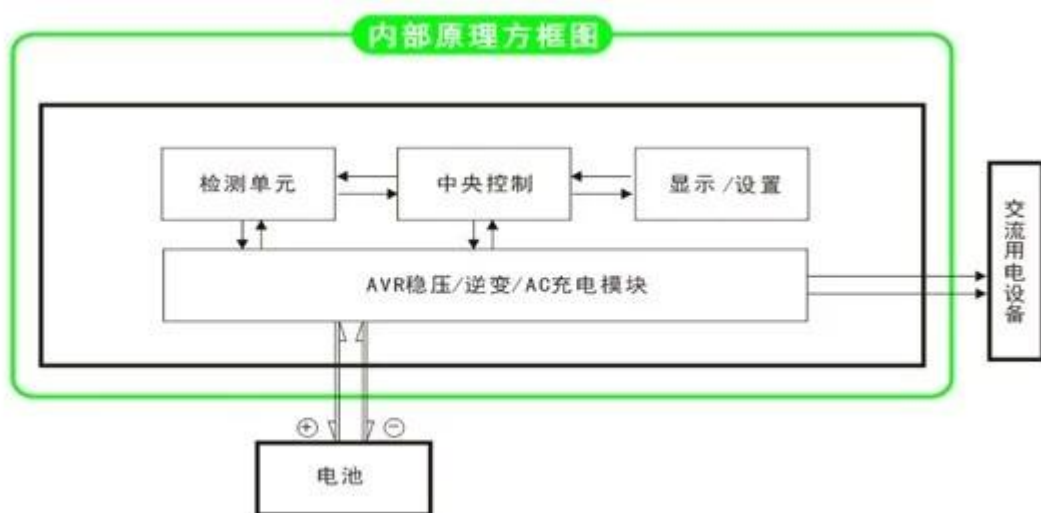 内部原理方框图
检测单元
中央控制
显示/设置
AVR稳压/逆变/AC充电模块
交流用电设备
⊕
⊖
电池